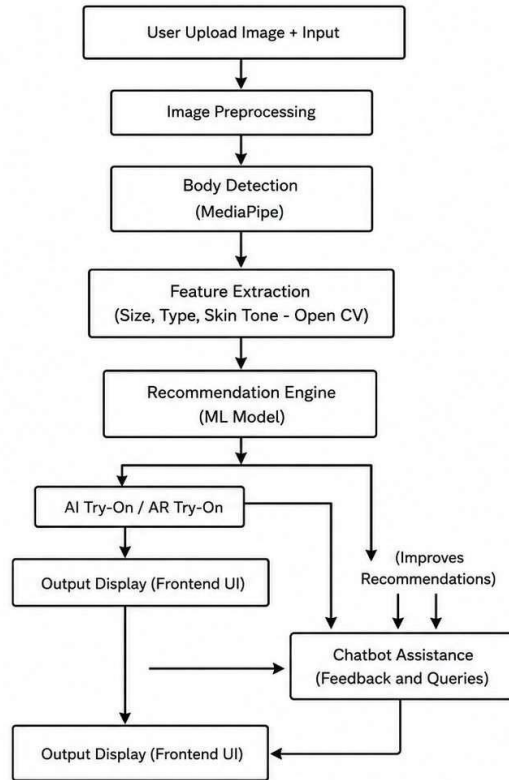 User Upload Image + Input
Image Preprocessing
Body Detection
(MediaPipe)
Feature Extraction
(Size, Type, Skin Tone - Open CV)
Recommendation Engine
(ML Model)
AI Try-On / AR Try-On
Output Display (Frontend UI)
(Improves
Recommendations)
Chatbot Assistance
(Feedback and Queries)
Output Display (Frontend UI)